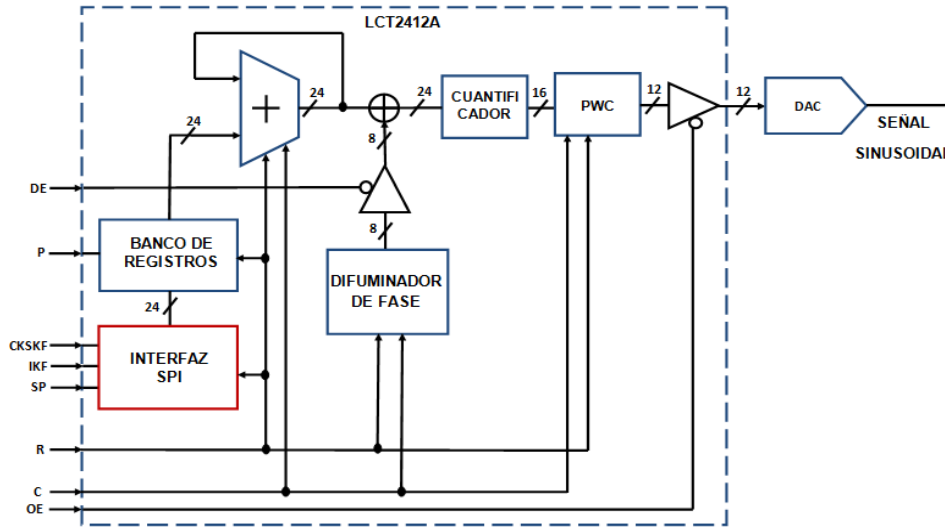 LCT2412A
24
24
24
8
CUANTIFI
CADOR
16
PWC
12
12
DAC
SEÑAL
SINUSOIDAL
DE
8
P
BANCO DE
REGISTROS
DIFUMINADOR
DE FASE
24
CKSKF
IKF
SP
INTERFAZ
SPI
R
C
OE